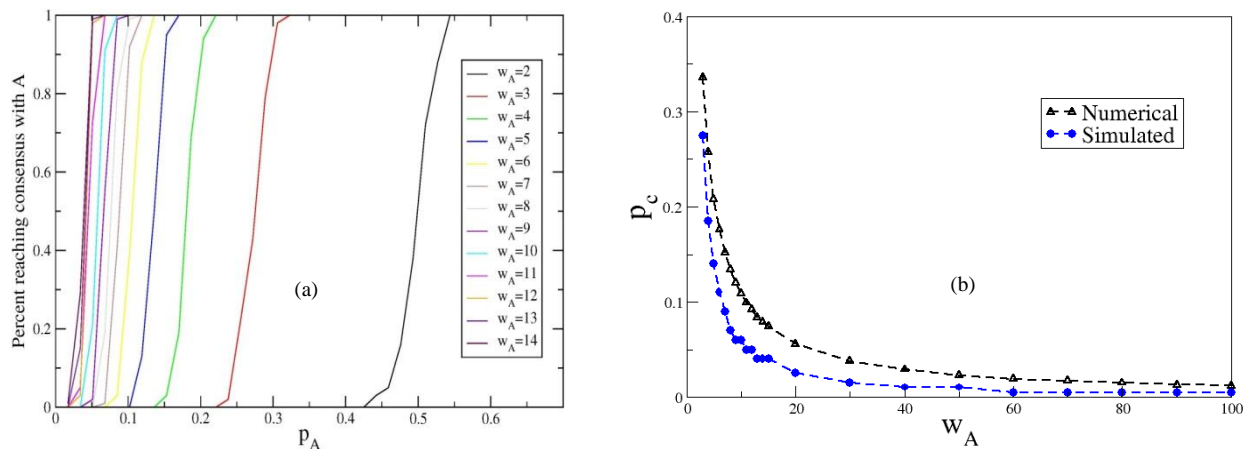 1
0.8
0.6
0.4
0.2
0
Percent reaching consensus with A
0
0.1
0.2
0.3
0.4
0.5
0.6
p_A
(a)
w_A=2
w_A=3
w_A=4
w_A=5
w_A=6
w_A=7
w_A=8
w_A=9
w_A=10
w_A=11
w_A=12
w_A=13
w_A=14
0.4
0.3
0.2
0.1
0
p_c
0
20
40
60
80
100
w_A
(b)
Numerical
Simulated